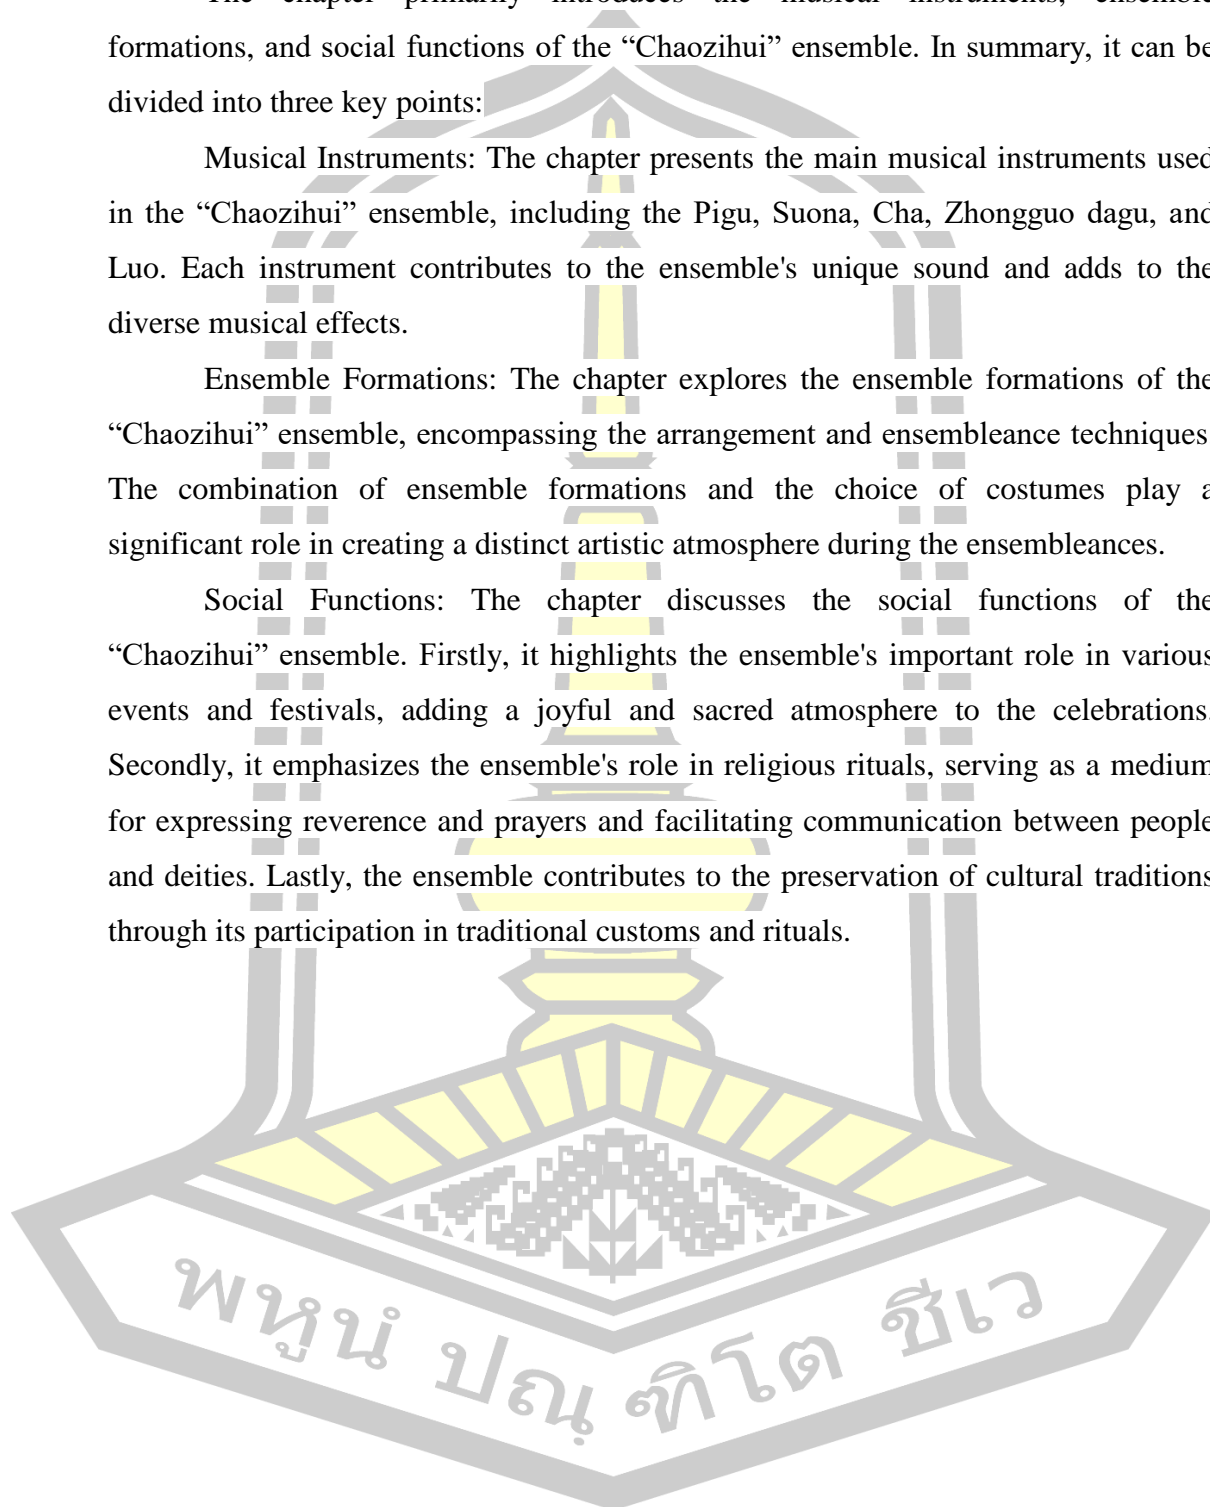 The chapter primarily introduces the musical instruments, ensemble
formations, and social functions of the “Chaozihui” ensemble. In summary, it can be
divided into three key points:
Musical Instruments: The chapter presents the main musical instruments used
in the “Chaozihui” ensemble, including the Pigu, Suona, Cha, Zhongguo dagu, and
Luo. Each instrument contributes to the ensemble's unique sound and adds to the
diverse musical effects.
Ensemble Formations: The chapter explores the ensemble formations of the
“Chaozihui” ensemble, encompassing the arrangement and ensembleance techniques.
The combination of ensemble formations and the choice of costumes play a
significant role in creating a distinct artistic atmosphere during the ensembleances.
Social Functions: The chapter discusses the social functions of the
“Chaozihui” ensemble. Firstly, it highlights the ensemble's important role in various
events and festivals, adding a joyful and sacred atmosphere to the celebrations.
Secondly, it emphasizes the ensemble's role in religious rituals, serving as a medium
for expressing reverence and prayers and facilitating communication between people
and deities. Lastly, the ensemble contributes to the preservation of cultural traditions
through its participation in traditional customs and rituals.
พหูนํ ปณฺฑิโต ชีเว